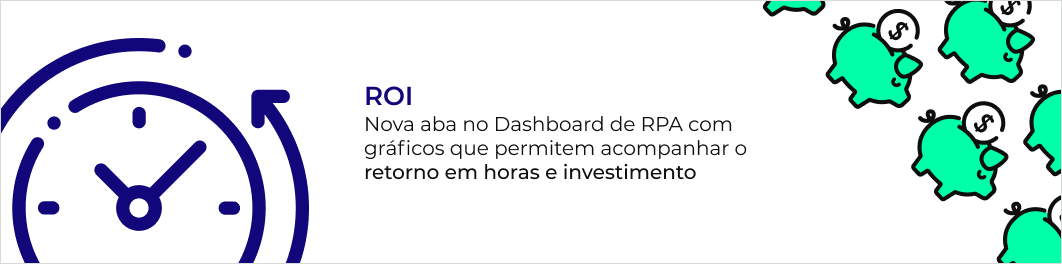 ROI
Nova aba no Dashboard de RPA com
gráficos que permitem acompanhar o
retorno em horas e investimento